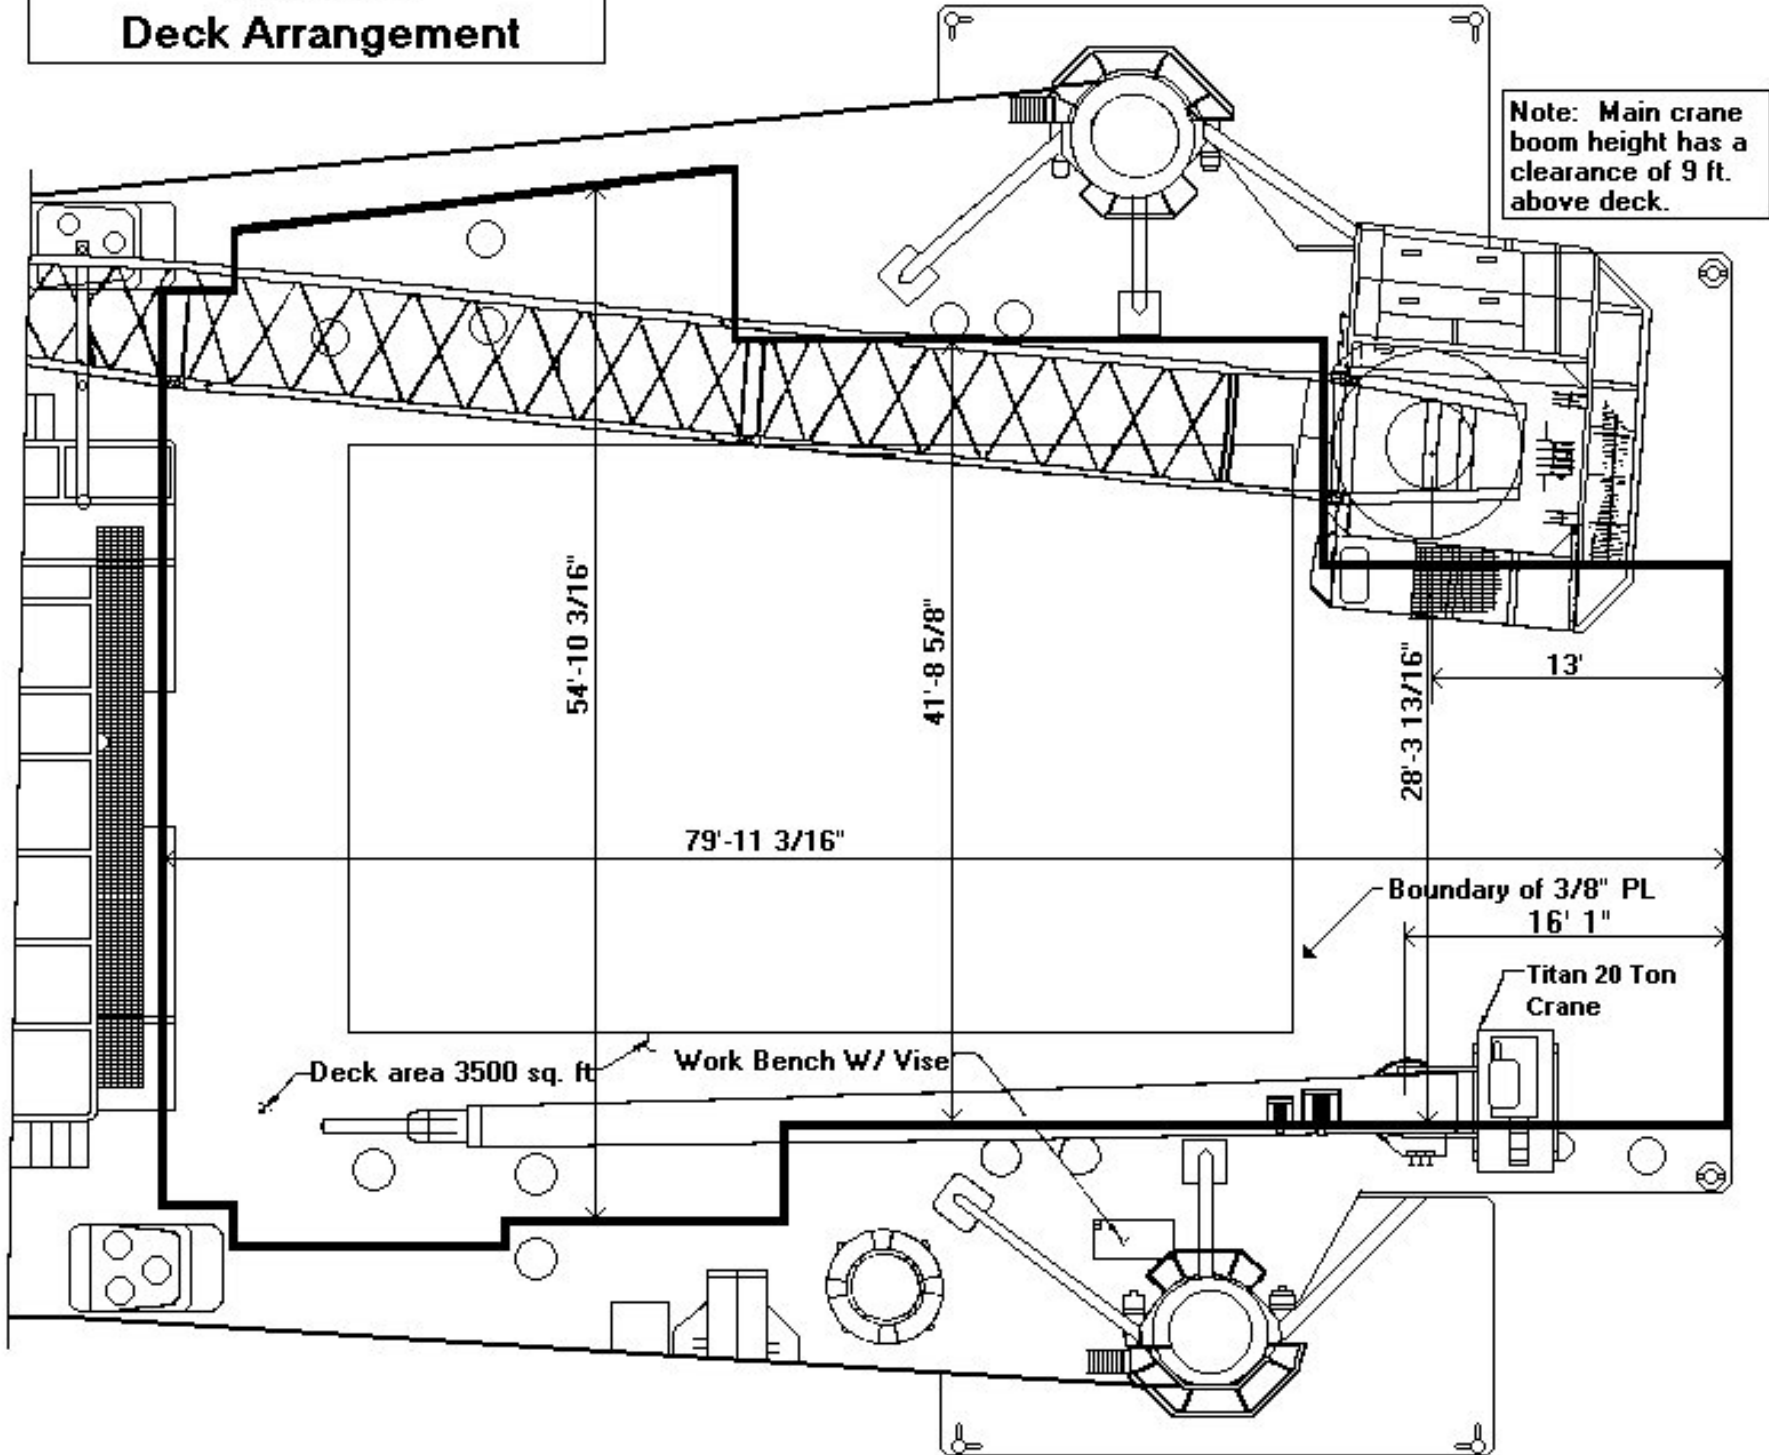 Deck Arrangement
Note: Main crane
boom height has a
clearance of 9 ft.
above deck.
54'-10 3/16"
41'-8 5/8"
28'-3 13/16"
13'
79'-11 3/16"
Boundary of 3/8" PL
16' 1"
Titan 20 Ton
Crane
Deck area 3500 sq. ft
Work Bench W/ Vise